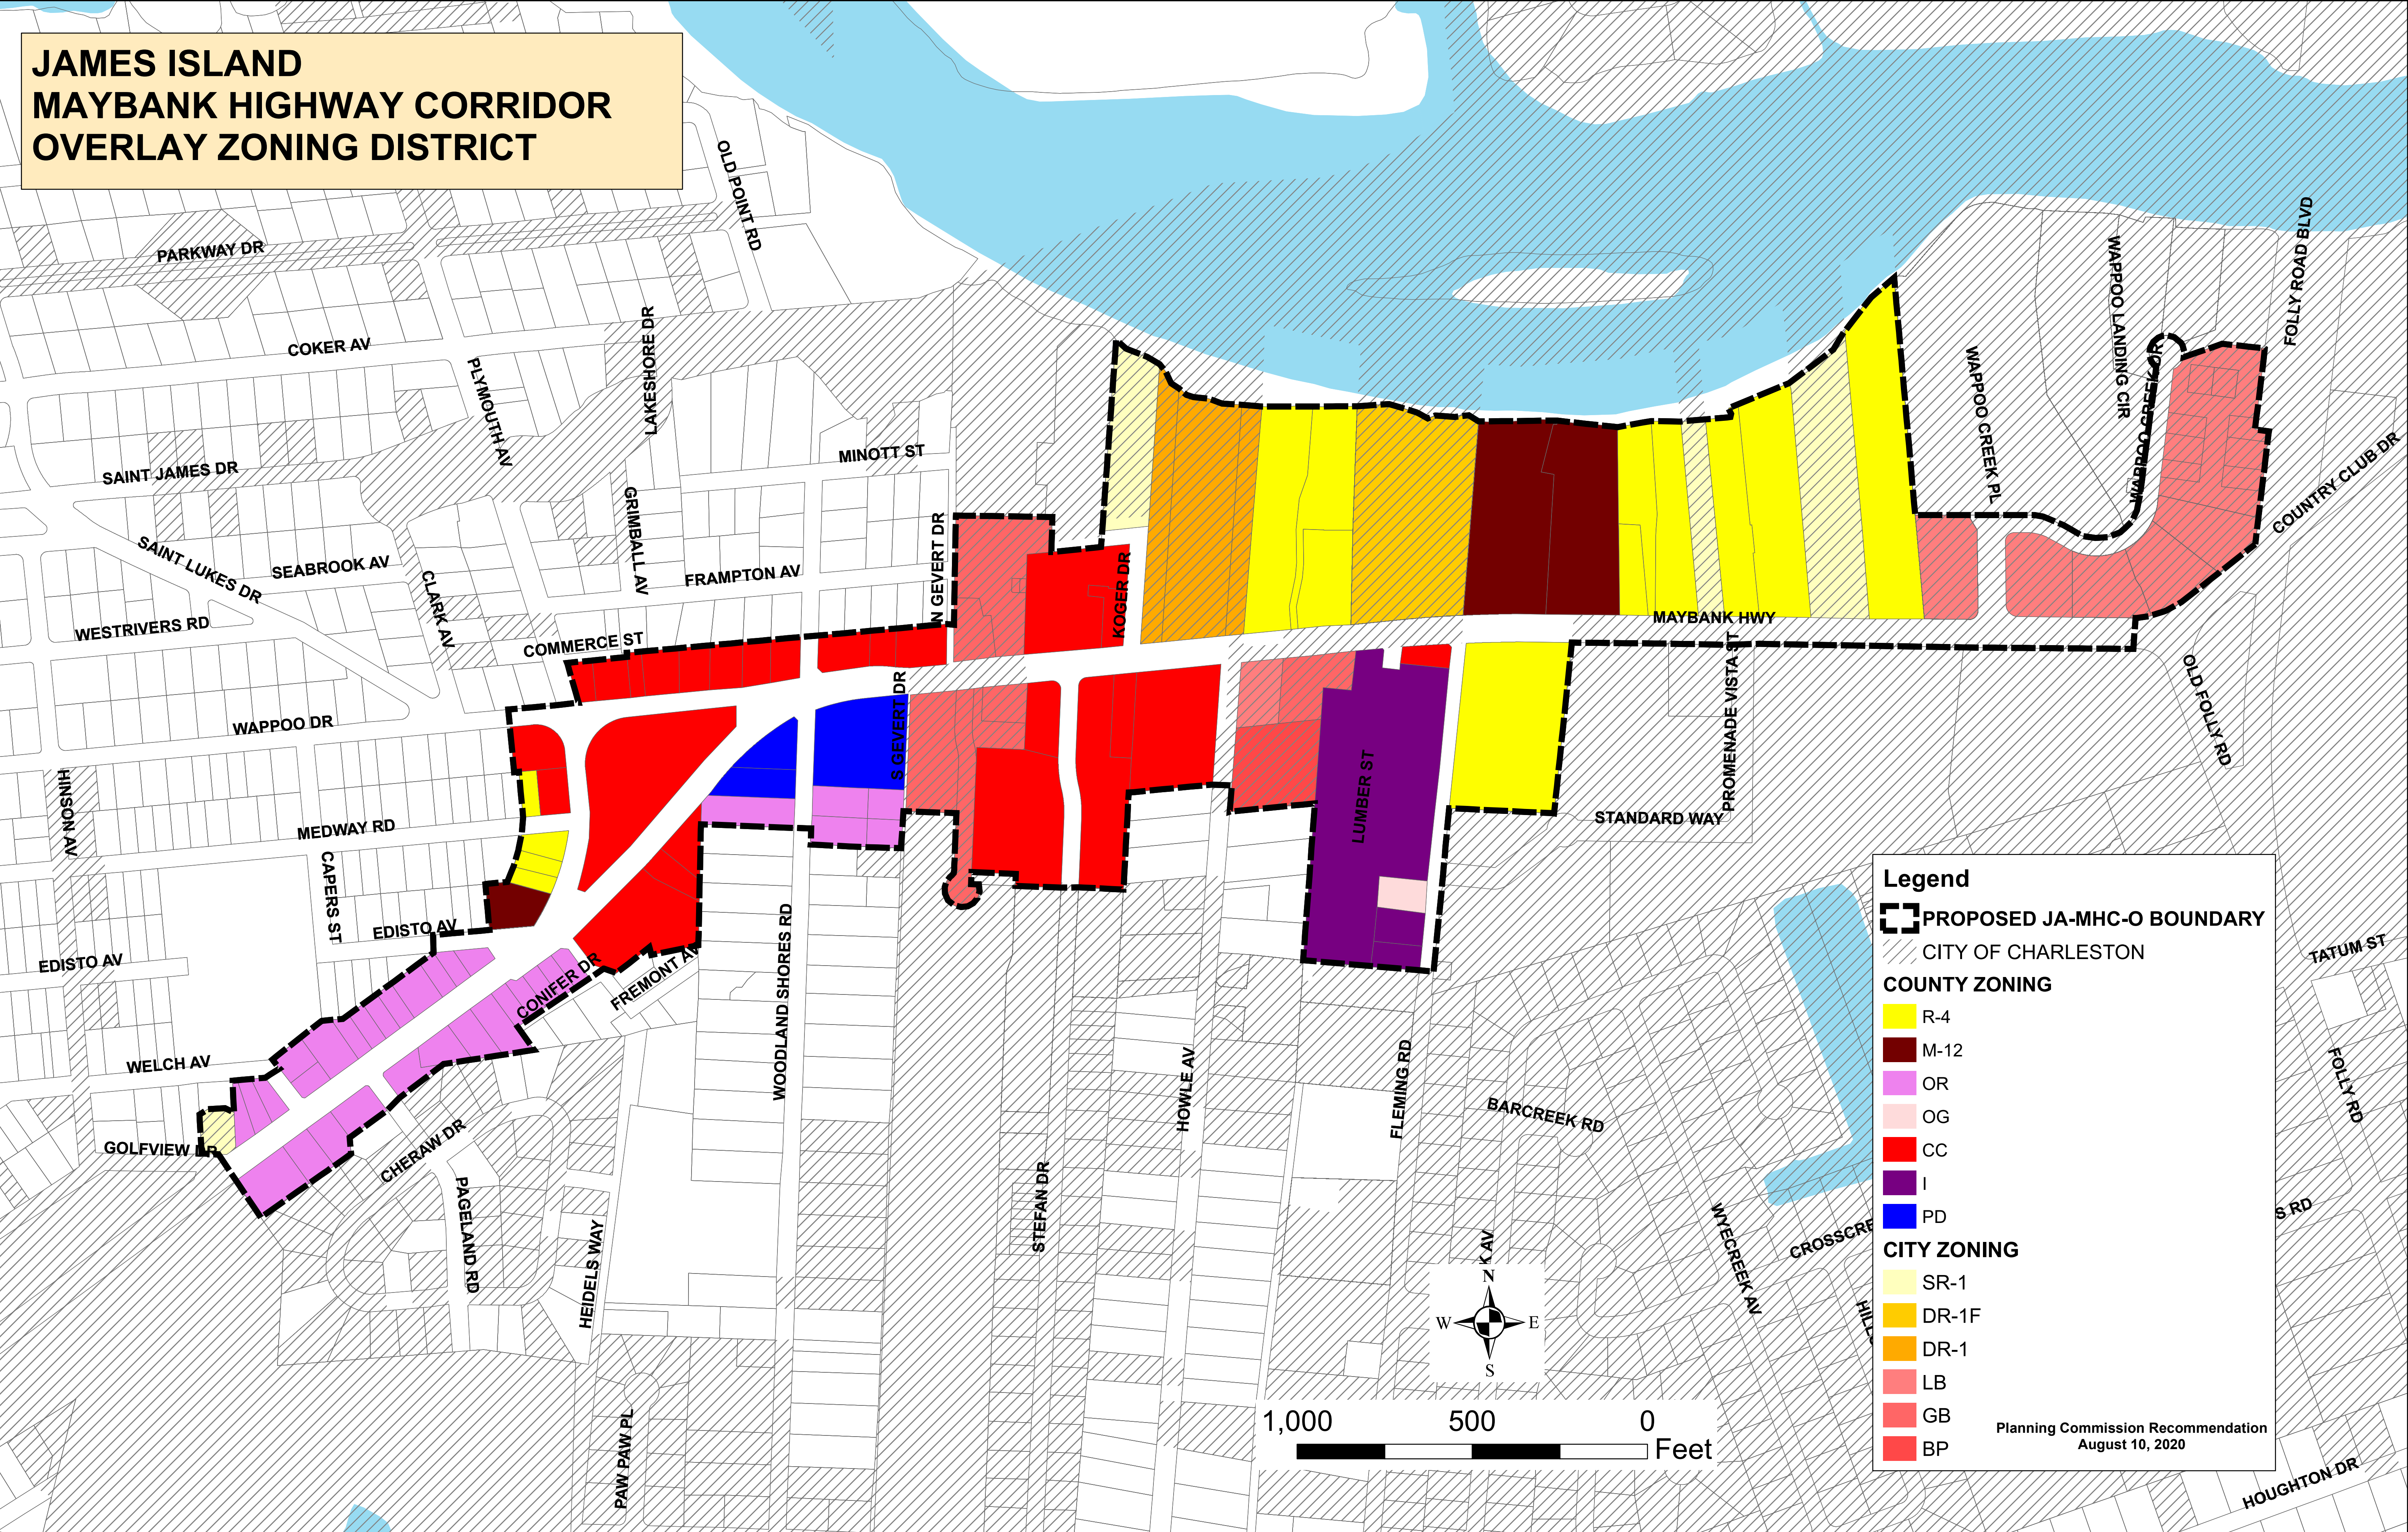 JAMES ISLAND
MAYBANK HIGHWAY CORRIDOR
OVERLAY ZONING DISTRICT
OLD POINT RD
PARKWAY DR
COKER AV
PLYMOUTH AV
LAKESHORE DR
MINOTT ST
SAINT JAMES DR
GRIMBALL AV
SAINT LUKES DR
SEABROOK AV
CLARK AV
FRAMPTON AV
N GEVERT DR
KOGER DR
WESTRIVERS RD
COMMERCE ST
WAPPOO DR
S GEVERT DR
HINSON AV
MEDWAY RD
CAPERS ST
EDISTO AV
EDISTO AV
CONIFER DR
FREMONT AV
WELCH AV
GOLFVIEW DR
CHERAW DR
PAGELAND RD
HEIDELS WAY
PAW PAW PL
WOODLAND SHORES RD
STEFAN DR
HOWLE AV
LUMBER ST
FLEMING RD
BARCREEK RD
K AV
WYECREEK AV
CROSSCRE
HILLS
S RD
MAYBANK HWY
PROMENADE VISTA ST
STANDARD WAY
WAPPOO CREEK PL
WAPPOO LANDING CIR
WAPPOO CREEK DR
FOLLY ROAD BLVD
COUNTRY CLUB DR
OLD FOLLY RD
TATUM ST
FOLLY RD
HOUGHTON DR
Legend
PROPOSED JA-MHC-O BOUNDARY
CITY OF CHARLESTON
COUNTY ZONING
R-4
M-12
OR
OG
CC
I
PD
CITY ZONING
SR-1
DR-1F
DR-1
LB
GB
BP
Planning Commission Recommendation
August 10, 2020
N
W E
S
1,000 500 0
Feet